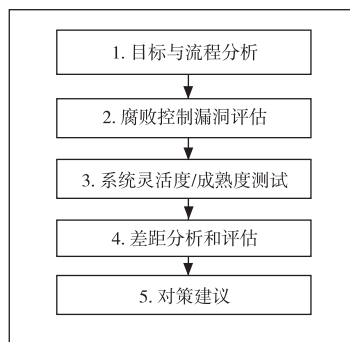 1. 目标与流程分析
2. 腐败控制漏洞评估
3. 系统灵活度/成熟度测试
4. 差距分析和评估
5. 对策建议